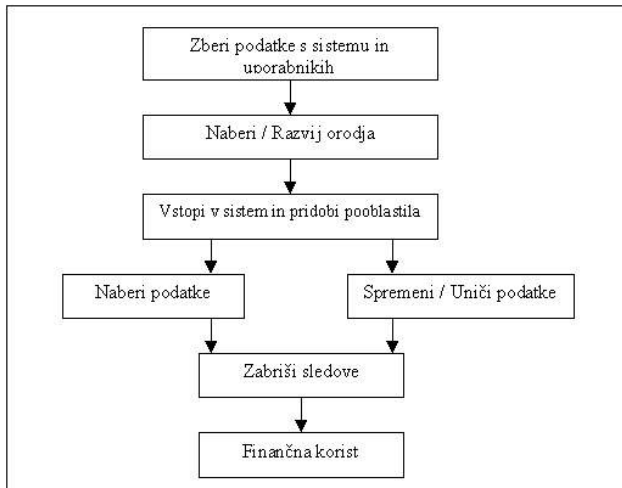 Zberi podatke s sistemu in
uporabnikih
Naberi / Razvij orodja
Vstopi v sistem in pridobi pooblastila
Naberi podatke
Spremeni / Uniči podatke
Zabriši sledove
Finančna korist